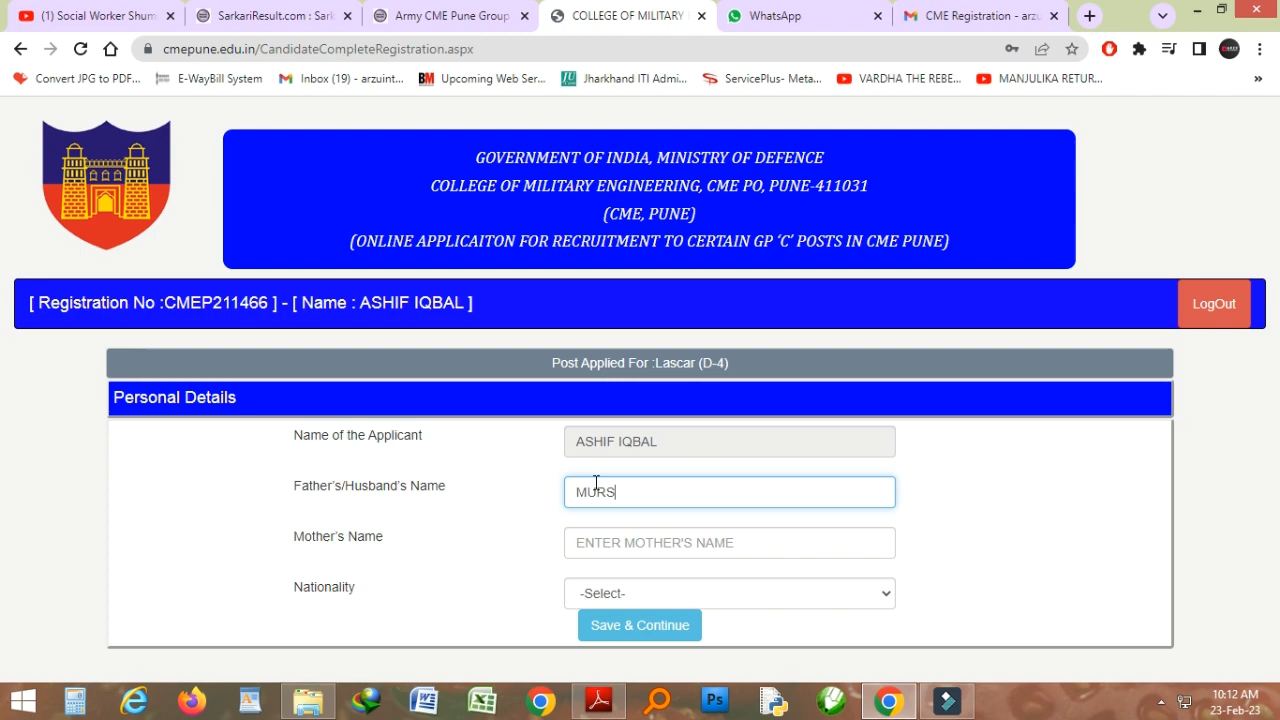 (1) Social Worker Shum
SarkariResult.com : Sark
Army CME Pune Group
COLLEGE OF MILITARY
WhatsApp
CME Registration - arzu
cmepune.edu.in/CandidateCompleteRegistration.aspx
Convert JPG to PDF...
E-WayBill System
Inbox (19) - arzuint...
Upcoming Web Ser...
Jharkhand ITI Admi...
ServicePlus- Meta...
VARDHA THE REBE...
MANJULIKA RETUR...
»
GOVERNMENT OF INDIA, MINISTRY OF DEFENCE
COLLEGE OF MILITARY ENGINEERING, CME PO, PUNE-411031
(CME, PUNE)
(ONLINE APPLICAITON FOR RECRUITMENT TO CERTAIN GP ‘C’ POSTS IN CME PUNE)
[ Registration No :CMEP211466 ] - [ Name : ASHIF IQBAL ]
LogOut
Post Applied For :Lascar (D-4)
Personal Details
Name of the Applicant
ASHIF IQBAL
Father's/Husband's Name
MURS
Mother's Name
ENTER MOTHER'S NAME
Nationality
-Select-
Save & Continue
10:12 AM
23-Feb-23